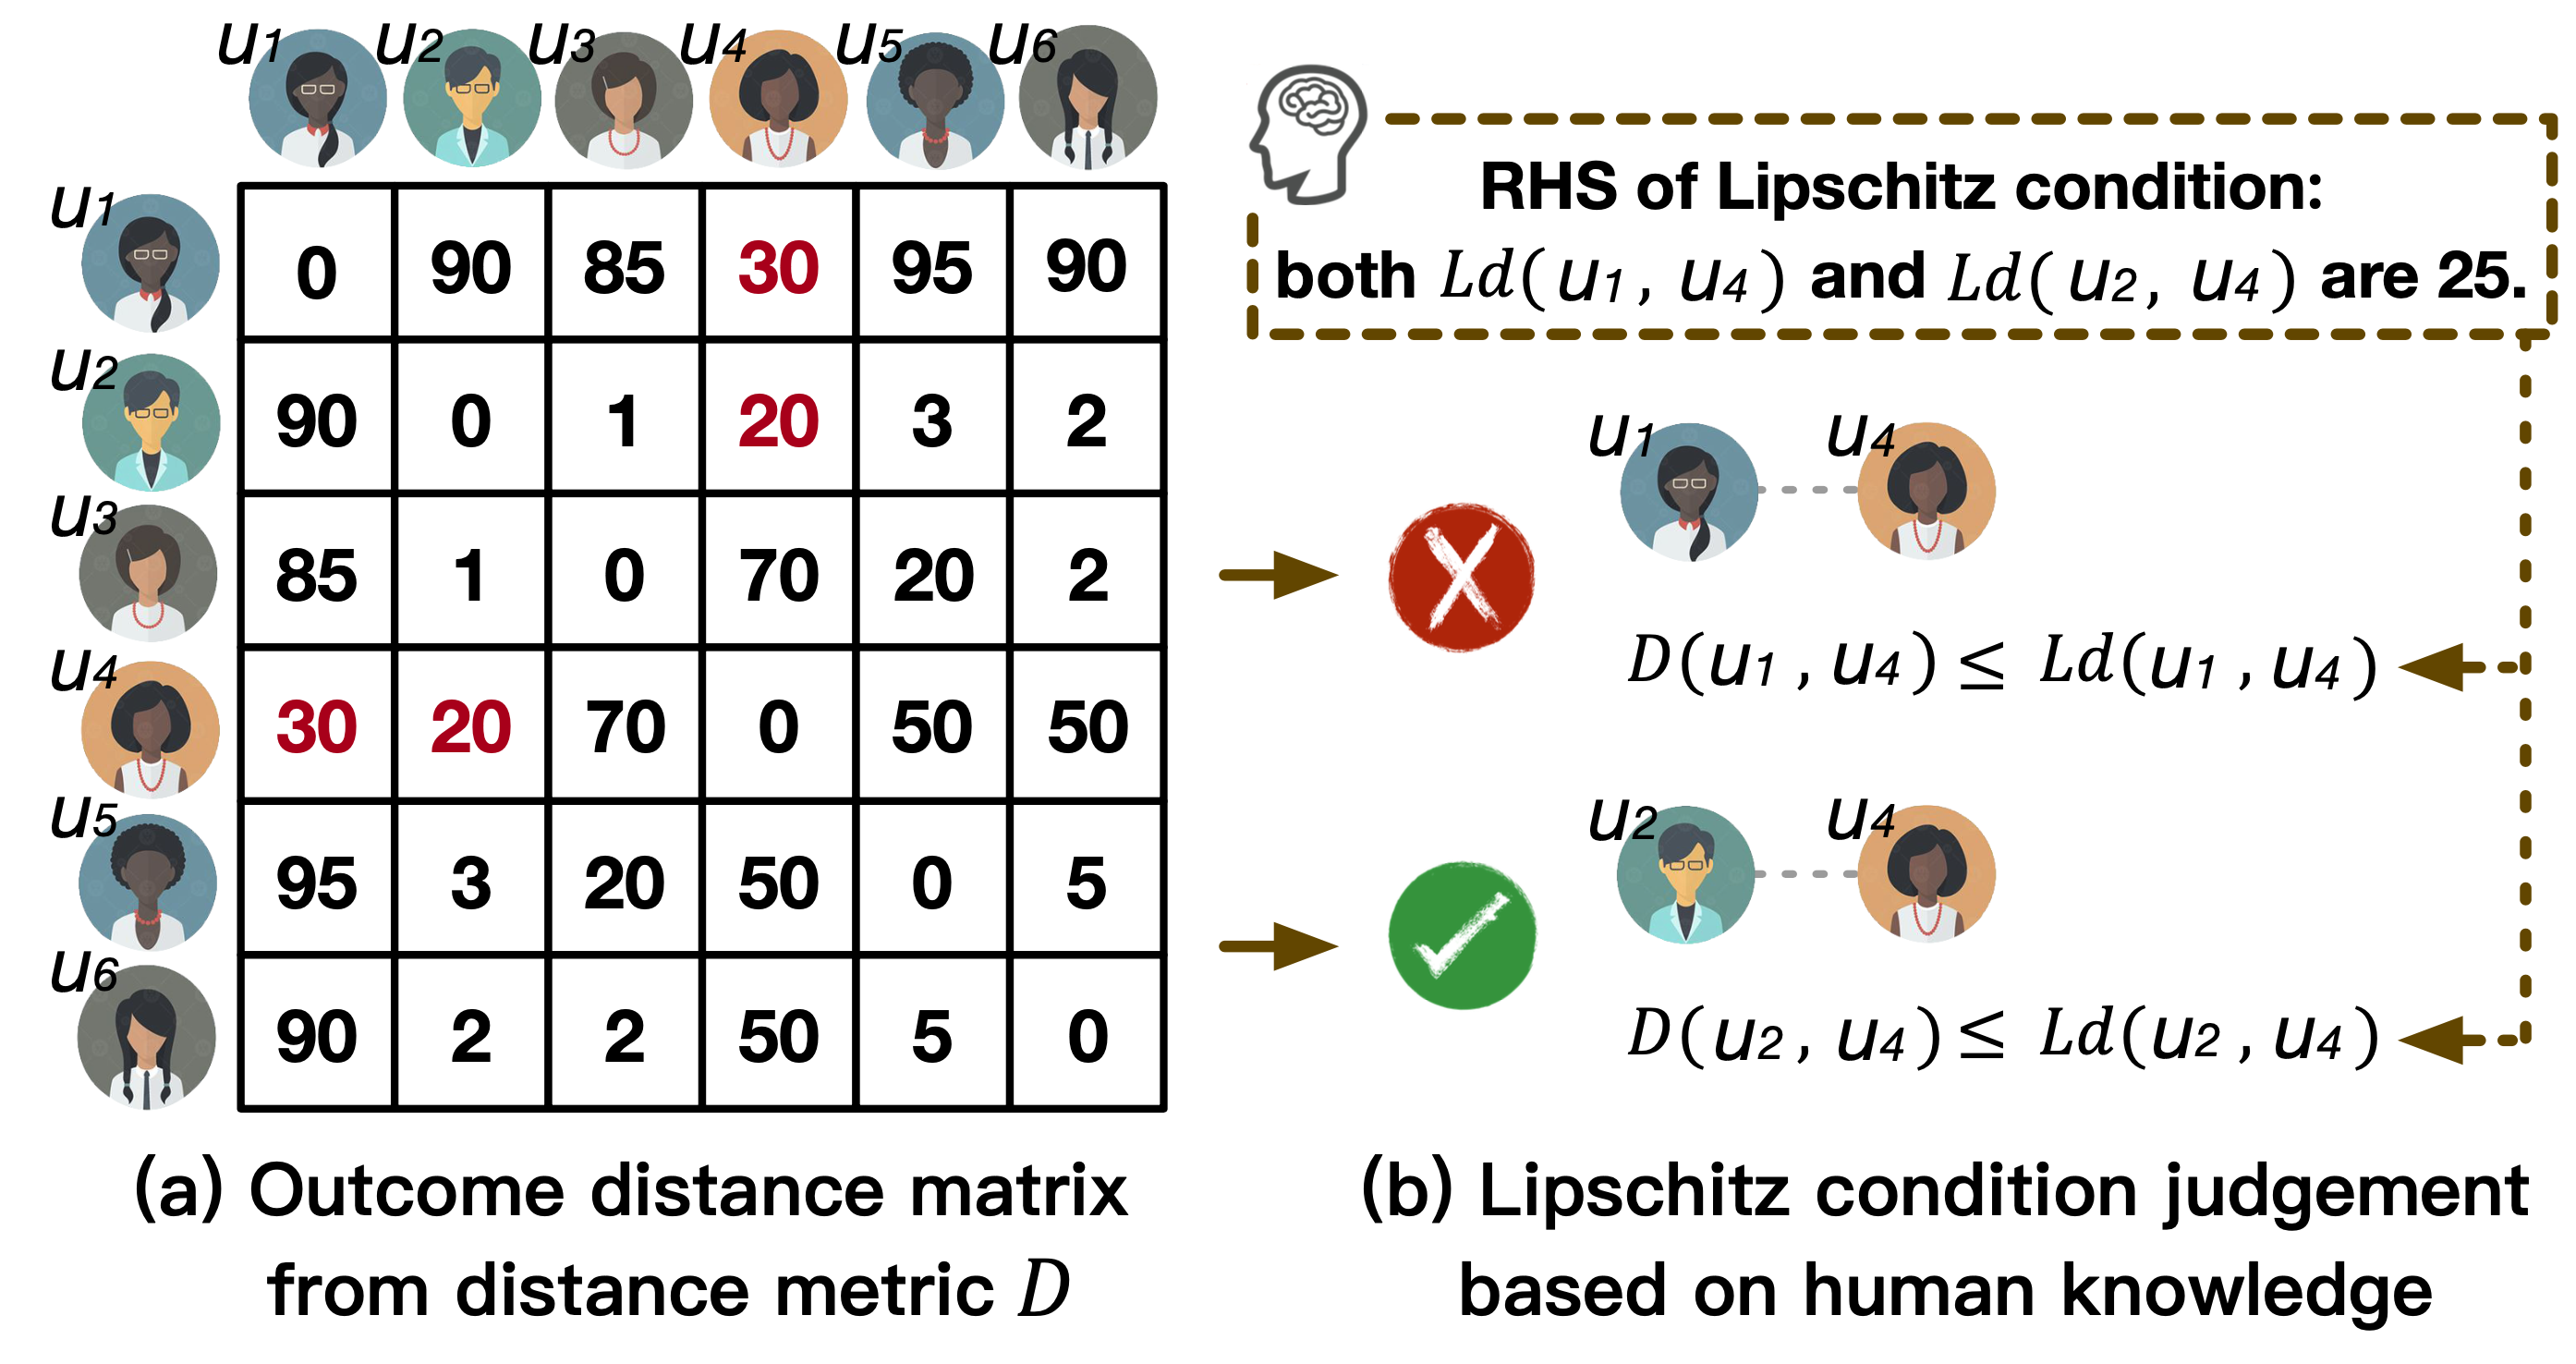 u1 u2 u3 u4 u5 u6
u1 0 90 85 30 95 90
u2 90 0 1 20 3 2
u3 85 1 0 70 20 2
u4 30 20 70 0 50 50
u5 95 3 20 50 0 5
u6 90 2 2 50 5 0
(a) Outcome distance matrix
from distance metric D
RHS of Lipschitz condition:
both Ld(u1, u4) and Ld(u2, u4) are 25.
u1 u4
D(u1, u4) ≤ Ld(u1, u4)
u2 u4
D(u2, u4) ≤ Ld(u2, u4)
(b) Lipschitz condition judgement
based on human knowledge